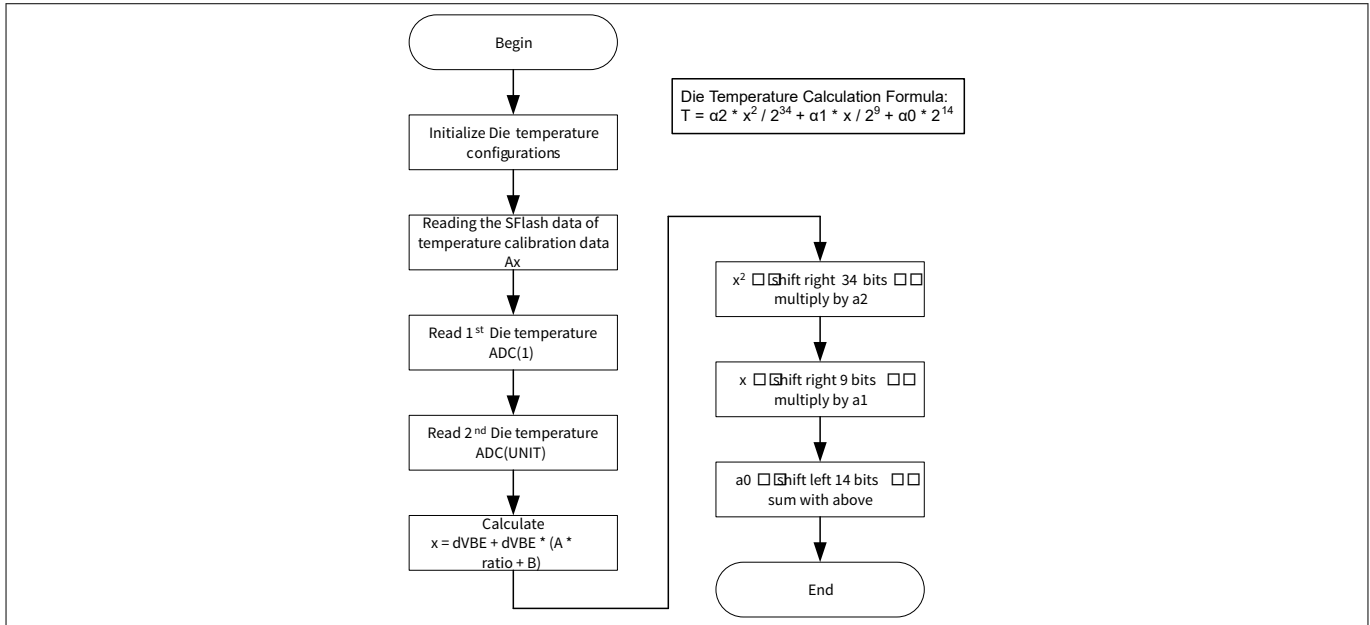 Begin
Initialize Die temperature
configurations
Reading the SFlash data of
temperature calibration data
Ax
Read 1st Die temperature
ADC(1)
Read 2nd Die temperature
ADC(UNIT)
Calculate
x = dVBE + dVBE * (A *
ratio + B)
Die Temperature Calculation Formula:
T = α2 * x² / 2³⁴ + α1 * x / 2⁹ + α0 * 2¹⁴
x² □□shift right 34 bits □□
multiply by a2
x □□shift right 9 bits □□
multiply by a1
a0 □□shift left 14 bits □□
sum with above
End